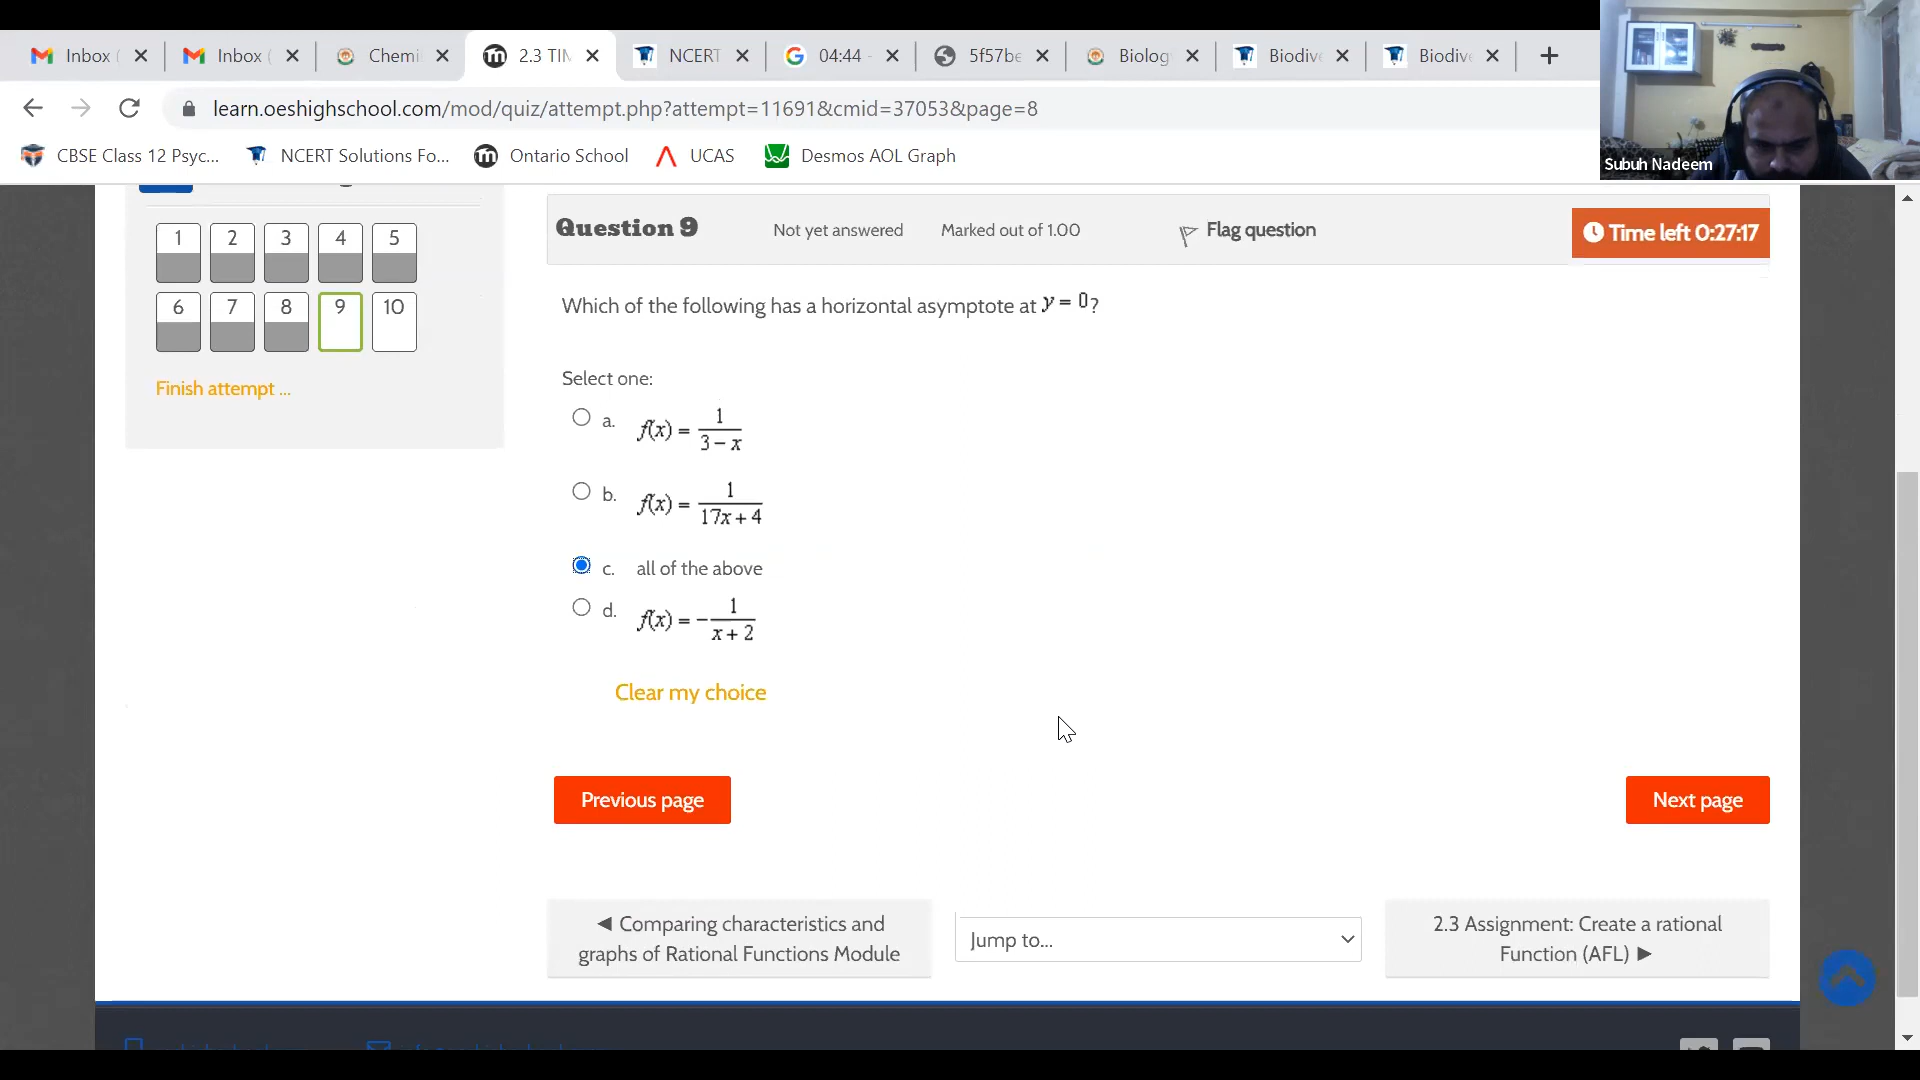 Inbox (
Inbox (
Chemi
2.3 TIM
NCERT
04:44 -
5f57be
Biolog
Biodive
Biodive
learn.oeshighschool.com/mod/quiz/attempt.php?attempt=11691&cmid=37053&page=8
CBSE Class 12 Psyc...
NCERT Solutions Fo...
Ontario School
UCAS
Desmos AOL Graph
Subuh Nadeem
1 2 3 4 5
6 7 8 9 10
Finish attempt ...
Question 9
Not yet answered
Marked out of 1.00
Flag question
Time left 0:27:17
Which of the following has a horizontal asymptote at y = 0?
Select one:
a. f(x) = 1 / (3 − x)
b. f(x) = 1 / (17x + 4)
c. all of the above
d. f(x) = − 1 / (x + 2)
Clear my choice
Previous page
Next page
◄ Comparing characteristics and
graphs of Rational Functions Module
Jump to...
2.3 Assignment: Create a rational
Function (AFL) ►